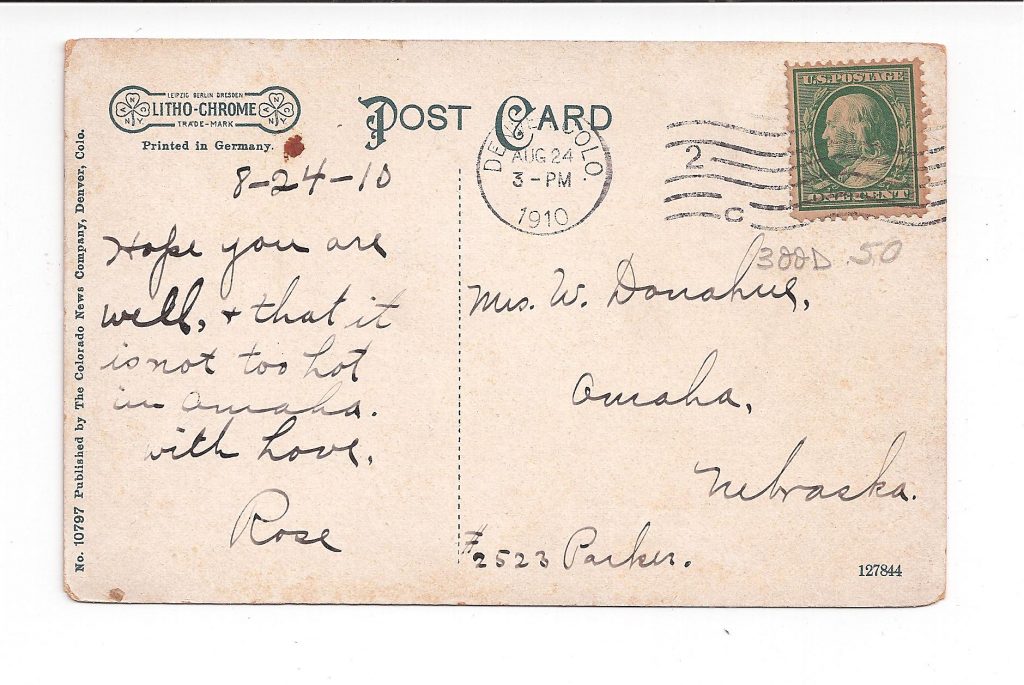 LEIPZIG BERLIN DRESDEN
LITHO-CHROME
TRADE-MARK
Printed in Germany.
POST CARD
U.S. POSTAGE
ONE CENT
COLO.
AUG 24
3-PM
1910
2
C
8-24-10
Hope you are
well, + that it
is not too hot
in Omaha.
with love,
Rose
.50
Mrs. W. Donahue,
Omaha,
Nebraska.
#2523 Parker.
127844
No. 10797 Published by The Colorado News Company, Denver, Colo.